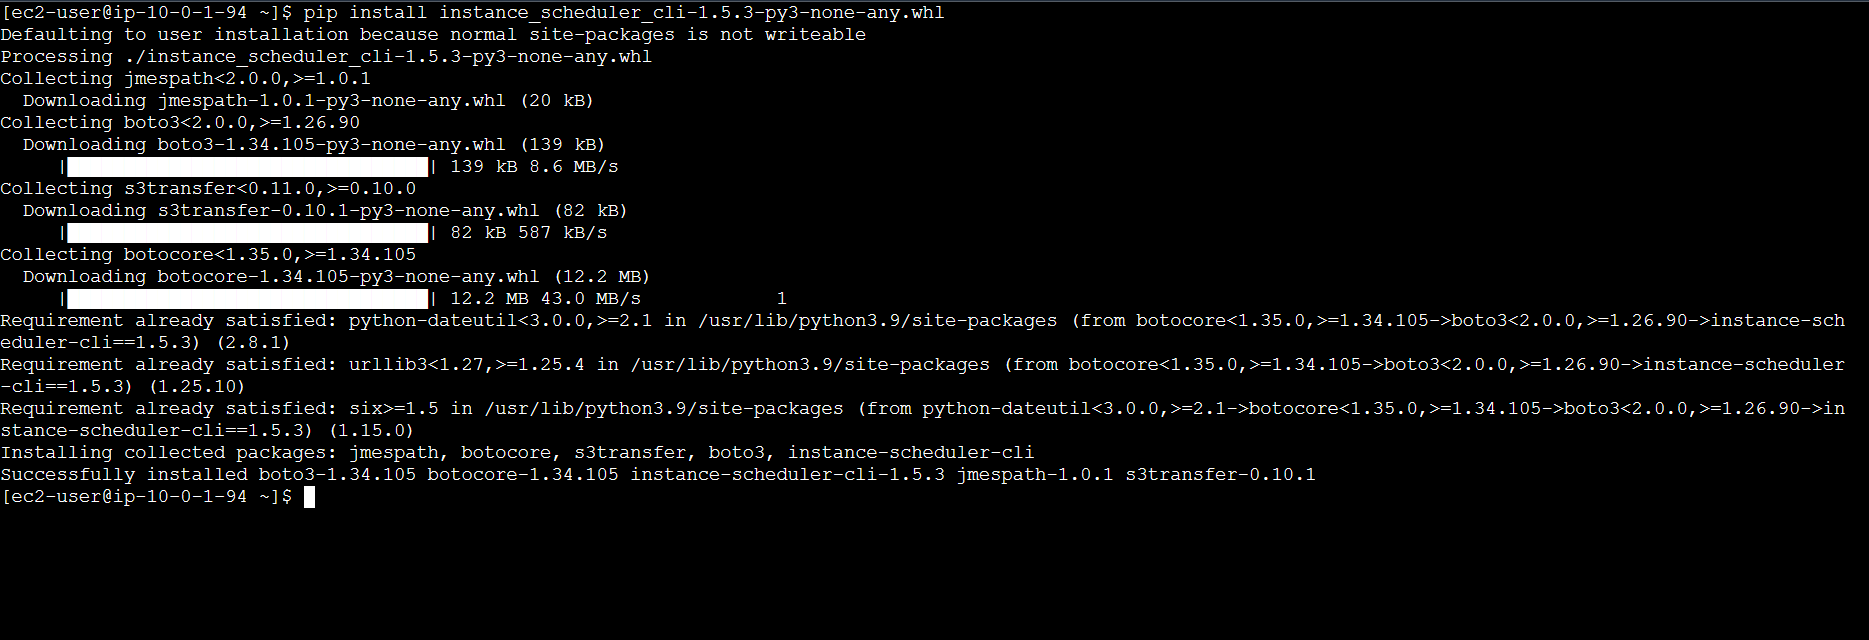 [ec2-user@ip-10-0-1-94 ~]$ pip install instance_scheduler_cli-1.5.3-py3-none-any.whl
Defaulting to user installation because normal site-packages is not writeable
Processing ./instance_scheduler_cli-1.5.3-py3-none-any.whl
Collecting jmespath<2.0.0,>=1.0.1
  Downloading jmespath-1.0.1-py3-none-any.whl (20 kB)
Collecting boto3<2.0.0,>=1.26.90
  Downloading boto3-1.34.105-py3-none-any.whl (139 kB)
     |████████████████████████████████| 139 kB 8.6 MB/s
Collecting s3transfer<0.11.0,>=0.10.0
  Downloading s3transfer-0.10.1-py3-none-any.whl (82 kB)
     |████████████████████████████████| 82 kB 587 kB/s
Collecting botocore<1.35.0,>=1.34.105
  Downloading botocore-1.34.105-py3-none-any.whl (12.2 MB)
     |████████████████████████████████| 12.2 MB 43.0 MB/s            1
Requirement already satisfied: python-dateutil<3.0.0,>=2.1 in /usr/lib/python3.9/site-packages (from botocore<1.35.0,>=1.34.105->boto3<2.0.0,>=1.26.90->instance-sch
eduler-cli==1.5.3) (2.8.1)
Requirement already satisfied: urllib3<1.27,>=1.25.4 in /usr/lib/python3.9/site-packages (from botocore<1.35.0,>=1.34.105->boto3<2.0.0,>=1.26.90->instance-scheduler
-cli==1.5.3) (1.25.10)
Requirement already satisfied: six>=1.5 in /usr/lib/python3.9/site-packages (from python-dateutil<3.0.0,>=2.1->botocore<1.35.0,>=1.34.105->boto3<2.0.0,>=1.26.90->in
stance-scheduler-cli==1.5.3) (1.15.0)
Installing collected packages: jmespath, botocore, s3transfer, boto3, instance-scheduler-cli
Successfully installed boto3-1.34.105 botocore-1.34.105 instance-scheduler-cli-1.5.3 jmespath-1.0.1 s3transfer-0.10.1
[ec2-user@ip-10-0-1-94 ~]$